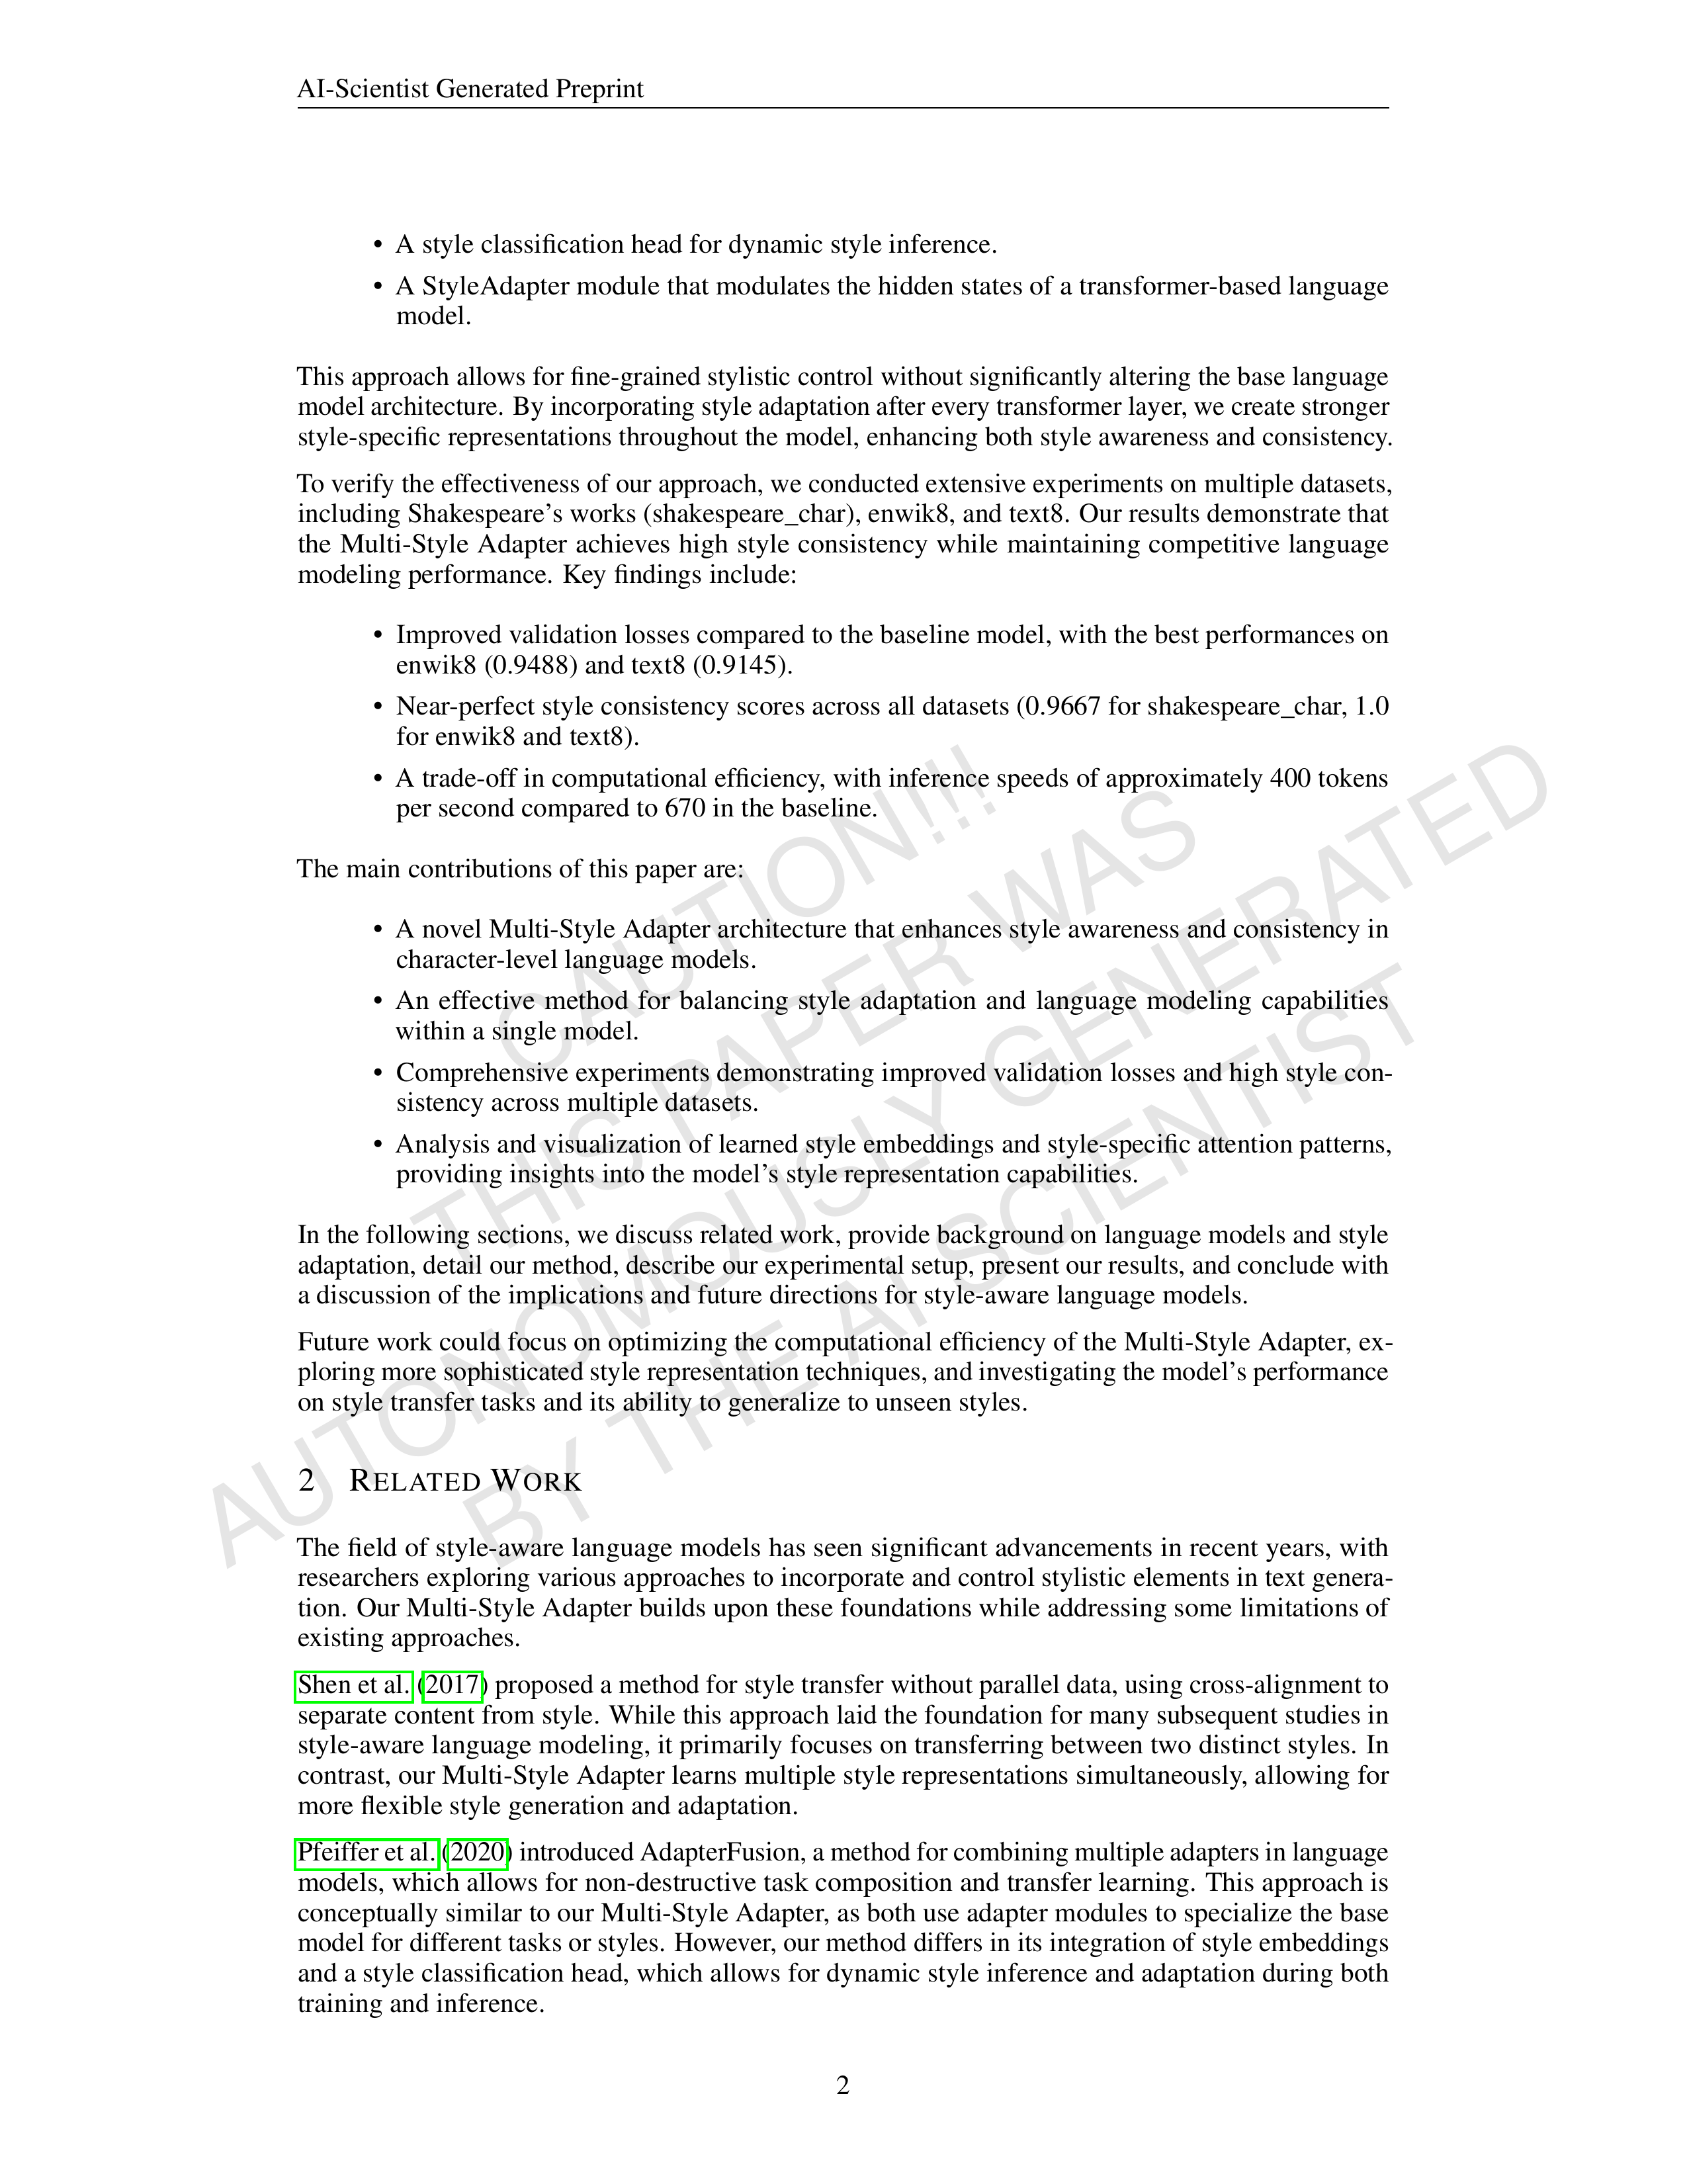 AI-Scientist Generated Preprint
• A style classification head for dynamic style inference.
• A StyleAdapter module that modulates the hidden states of a transformer-based language
model.
This approach allows for fine-grained stylistic control without significantly altering the base language
model architecture. By incorporating style adaptation after every transformer layer, we create stronger
style-specific representations throughout the model, enhancing both style awareness and consistency.
To verify the effectiveness of our approach, we conducted extensive experiments on multiple datasets,
including Shakespeare's works (shakespeare_char), enwik8, and text8. Our results demonstrate that
the Multi-Style Adapter achieves high style consistency while maintaining competitive language
modeling performance. Key findings include:
• Improved validation losses compared to the baseline model, with the best performances on
enwik8 (0.9488) and text8 (0.9145).
• Near-perfect style consistency scores across all datasets (0.9667 for shakespeare_char, 1.0
for enwik8 and text8).
• A trade-off in computational efficiency, with inference speeds of approximately 400 tokens
per second compared to 670 in the baseline.
The main contributions of this paper are:
• A novel Multi-Style Adapter architecture that enhances style awareness and consistency in
character-level language models.
• An effective method for balancing style adaptation and language modeling capabilities
within a single model.
• Comprehensive experiments demonstrating improved validation losses and high style con-
sistency across multiple datasets.
• Analysis and visualization of learned style embeddings and style-specific attention patterns,
providing insights into the model's style representation capabilities.
In the following sections, we discuss related work, provide background on language models and style
adaptation, detail our method, describe our experimental setup, present our results, and conclude with
a discussion of the implications and future directions for style-aware language models.
Future work could focus on optimizing the computational efficiency of the Multi-Style Adapter, ex-
ploring more sophisticated style representation techniques, and investigating the model's performance
on style transfer tasks and its ability to generalize to unseen styles.
2 RELATED WORK
The field of style-aware language models has seen significant advancements in recent years, with
researchers exploring various approaches to incorporate and control stylistic elements in text genera-
tion. Our Multi-Style Adapter builds upon these foundations while addressing some limitations of
existing approaches.
Shen et al. (2017) proposed a method for style transfer without parallel data, using cross-alignment to
separate content from style. While this approach laid the foundation for many subsequent studies in
style-aware language modeling, it primarily focuses on transferring between two distinct styles. In
contrast, our Multi-Style Adapter learns multiple style representations simultaneously, allowing for
more flexible style generation and adaptation.
Pfeiffer et al. (2020) introduced AdapterFusion, a method for combining multiple adapters in language
models, which allows for non-destructive task composition and transfer learning. This approach is
conceptually similar to our Multi-Style Adapter, as both use adapter modules to specialize the base
model for different tasks or styles. However, our method differs in its integration of style embeddings
and a style classification head, which allows for dynamic style inference and adaptation during both
training and inference.
2
CAUTION!!!
THIS PAPER WAS
AUTONOMOUSLY GENERATED
BY THE AI SCIENTIST